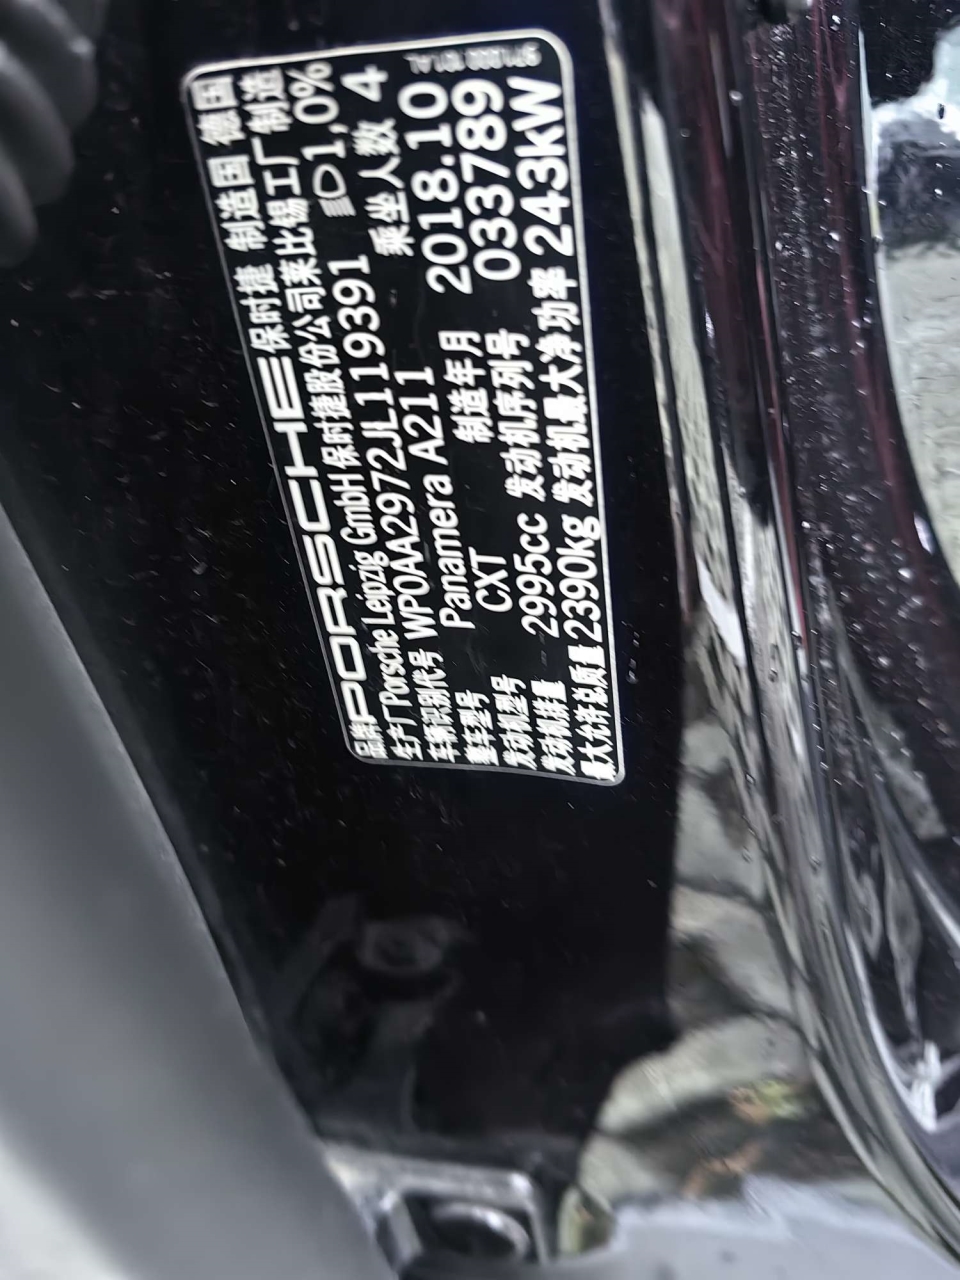 品牌 PORSCHE 保时捷 制造国 德国
生产厂 Porsche Leipzig GmbH 保时捷股份公司莱比锡工厂 制造
车辆识别代号 WP0AA2972JL119391 1,0%
整车型号 Panamera A211 乘坐人数 4
发动机型号 CXT 制造年月 2018.10
发动机排量 2995cc 发动机序列号 033789
最大允许总质量 2390kg 发动机最大净功率 243kW